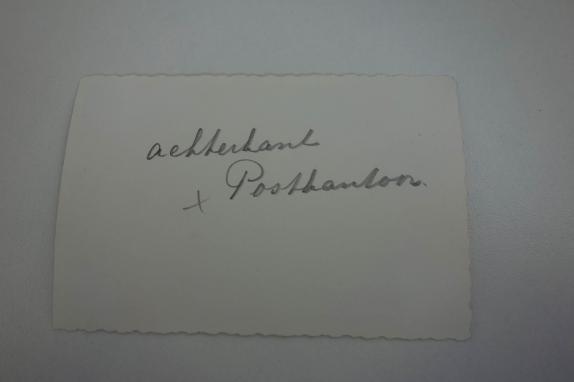 achterkant
+ Postkantoor.